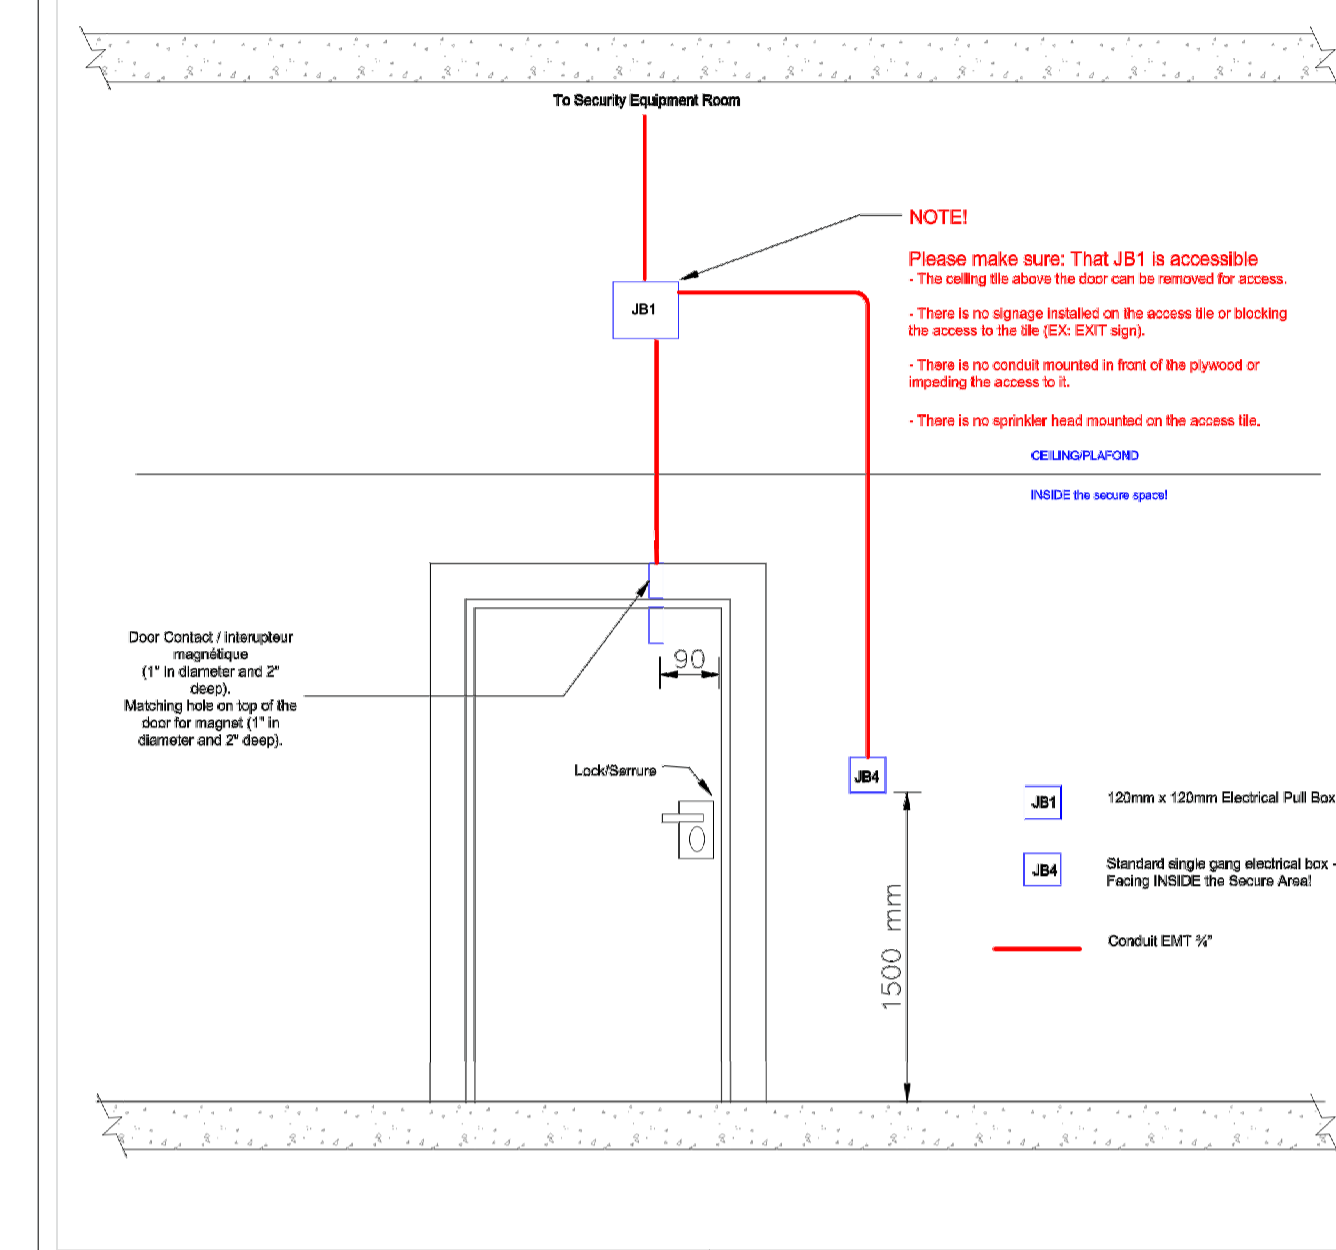 To Security Equipment Room
NOTE!
Please make sure: That JB1 is accessible
- The ceiling tile above the door can be removed for access.
JB1
- There is no signage installed on the access tile or blocking
the access to the tile (EX: EXIT sign).
- There is no conduit mounted in front of the plywood or
impeding the access to it.
- There is no sprinkler head mounted on the access tile.
CEILING/PLAFOND
INSIDE the secure space!
Door Contact / interupteur
magnétique
(1" in diameter and 2"
deep).
Matching hole on top of the
door for magnet (1" in
diameter and 2" deep).
90
Lock/Serrure
JB4
1500 mm
JB1
120mm x 120mm Electrical Pull Box
JB4
Standard single gang electrical box -
Facing INSIDE the Secure Area!
Conduit EMT ¾"